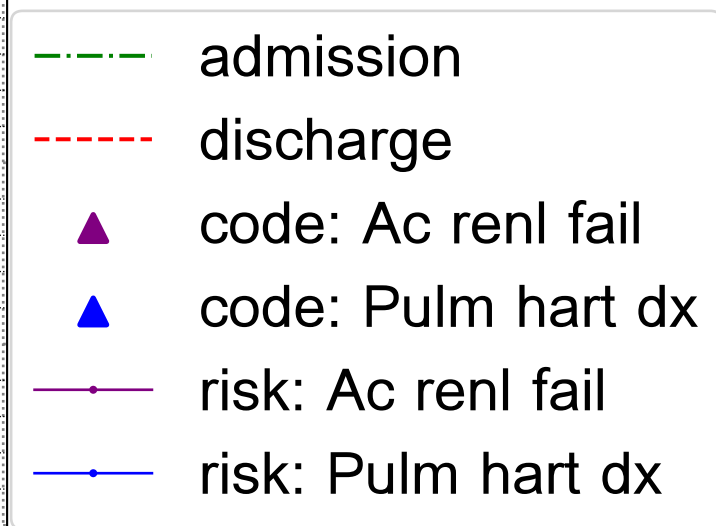 admission
discharge
code: Ac renl fail
code: Pulm hart dx
risk: Ac renl fail
risk: Pulm hart dx